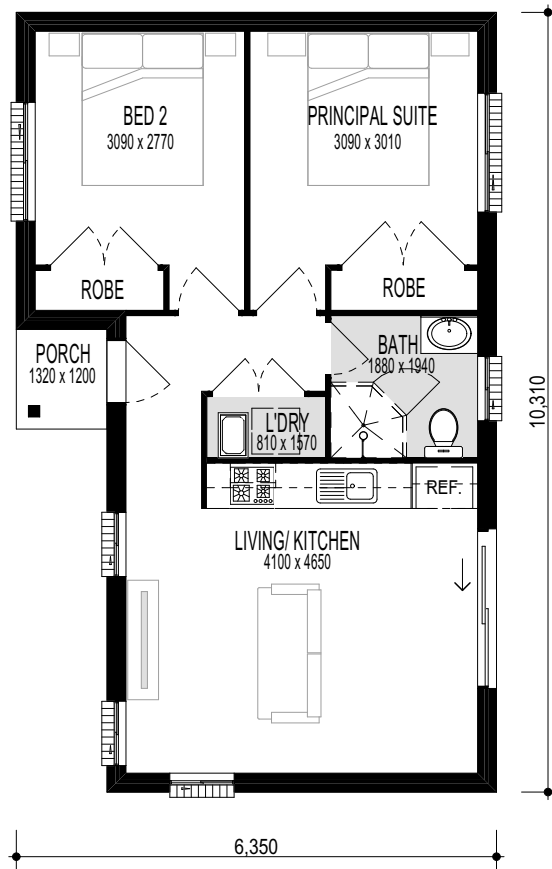 BED 2
3090 x 2770
PRINCIPAL SUITE
3090 x 3010
ROBE
ROBE
PORCH
1320 x 1200
BATH
1880 x 1940
L'DRY
810 x 1570
REF.
LIVING/ KITCHEN
4100 x 4650
10,310
6,350